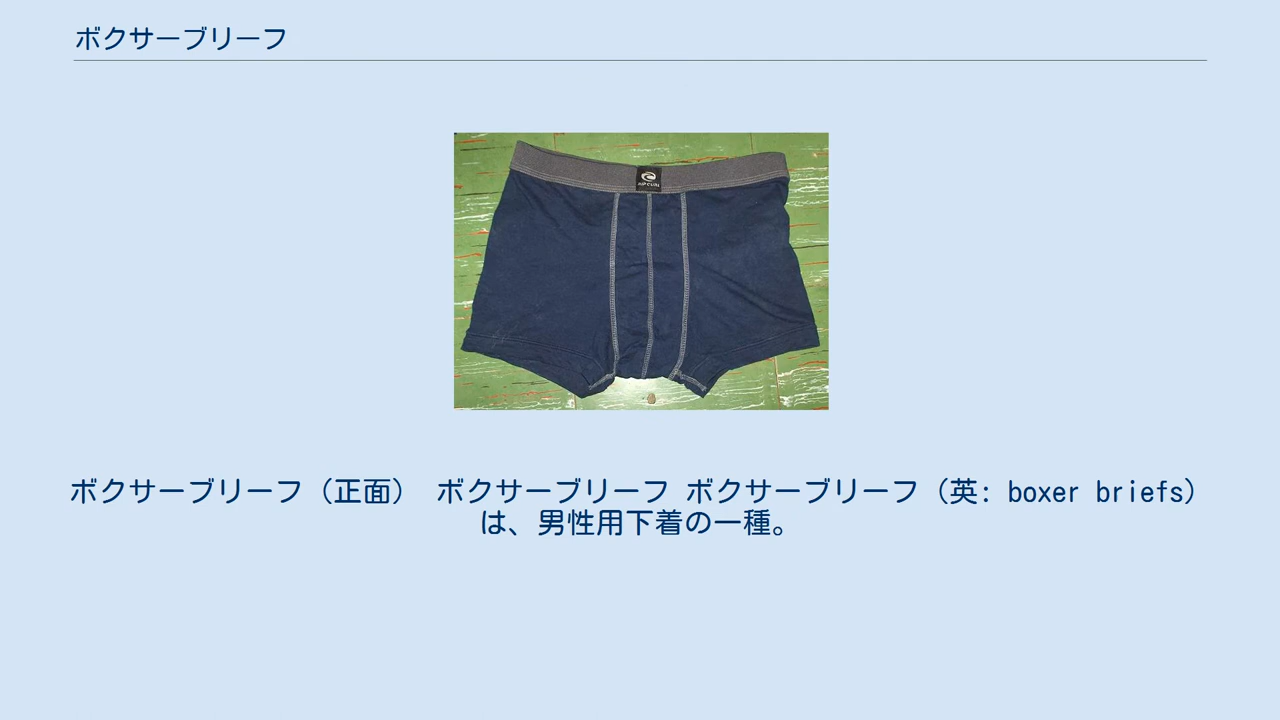 ボクサーブリーフ
RIP CURL
ボクサーブリーフ（正面） ボクサーブリーフ ボクサーブリーフ（英: boxer briefs）
は、男性用下着の一種。